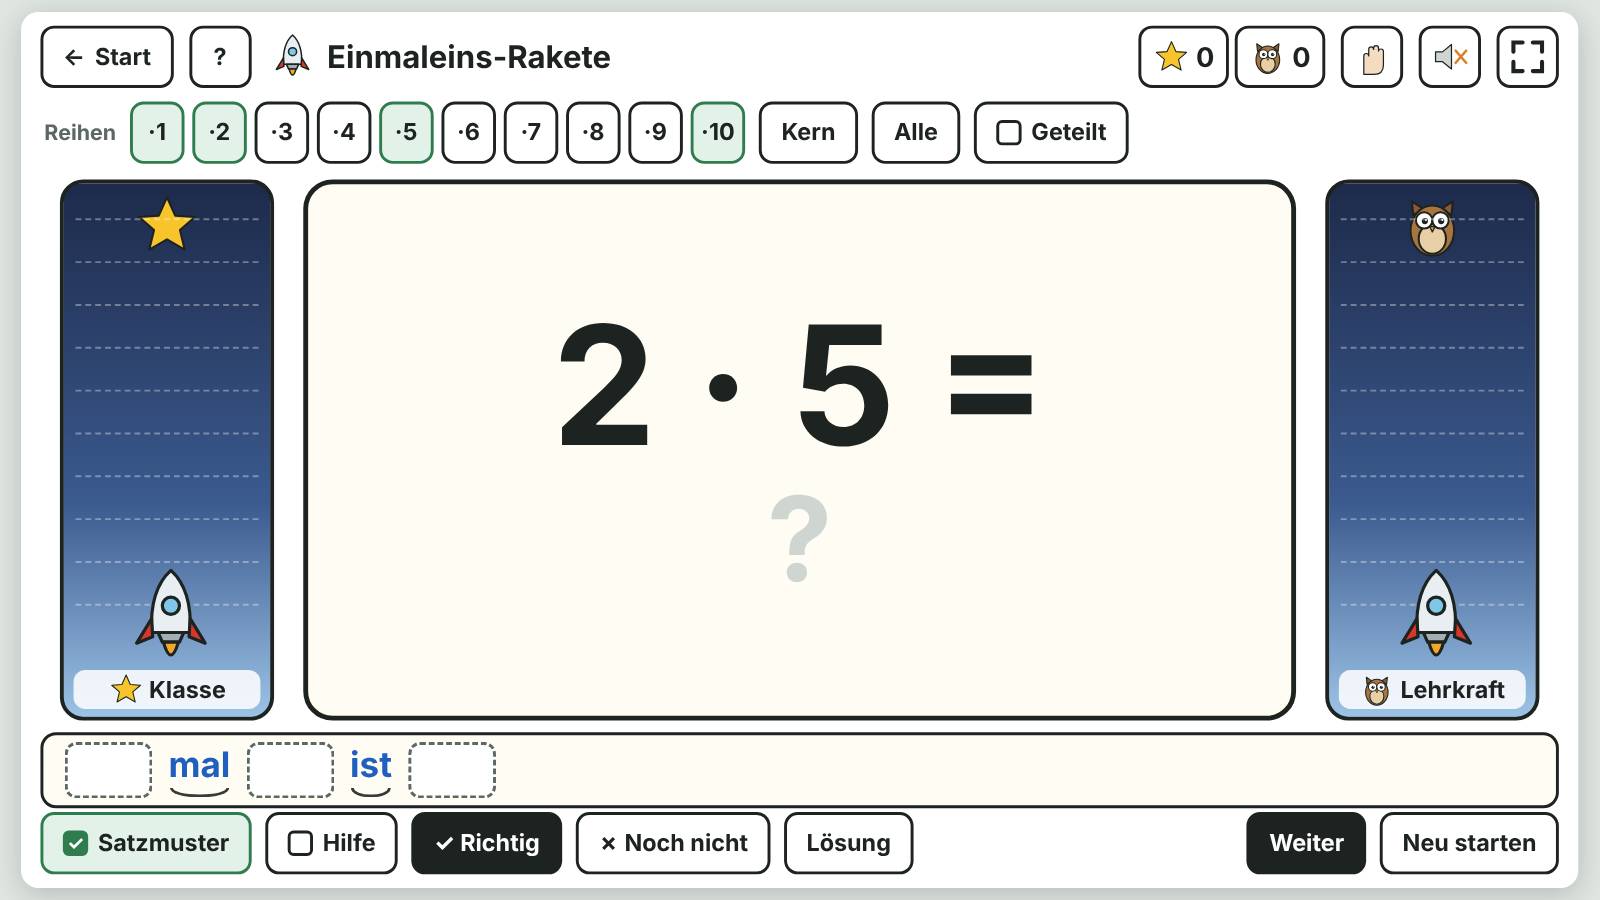 ← Start ? Einmaleins-Rakete 0 0
Reihen ·1 ·2 ·3 ·4 ·5 ·6 ·7 ·8 ·9 ·10 Kern Alle Geteilt
2 · 5 =
?
Klasse
Lehrkraft
mal ist
Satzmuster Hilfe ✓ Richtig × Noch nicht Lösung Weiter Neu starten